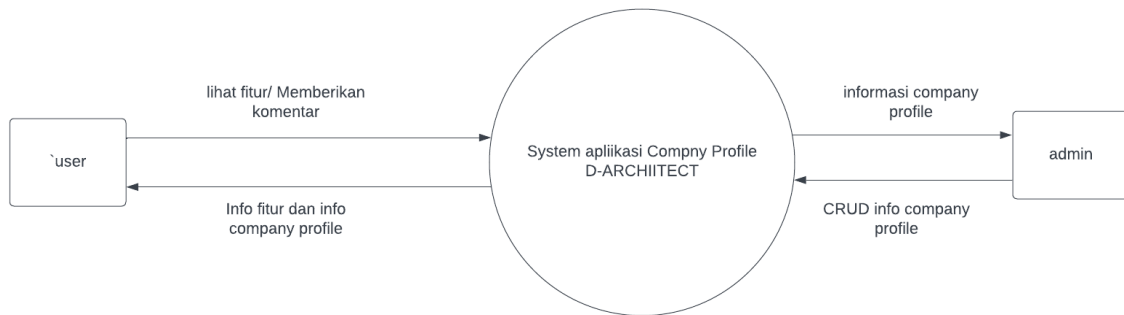 lihat fitur/ Memberikan
komentar
`user
Info fitur dan info
company profile
System apliikasi Compny Profile
D-ARCHIITECT
informasi company
profile
admin
CRUD info company
profile